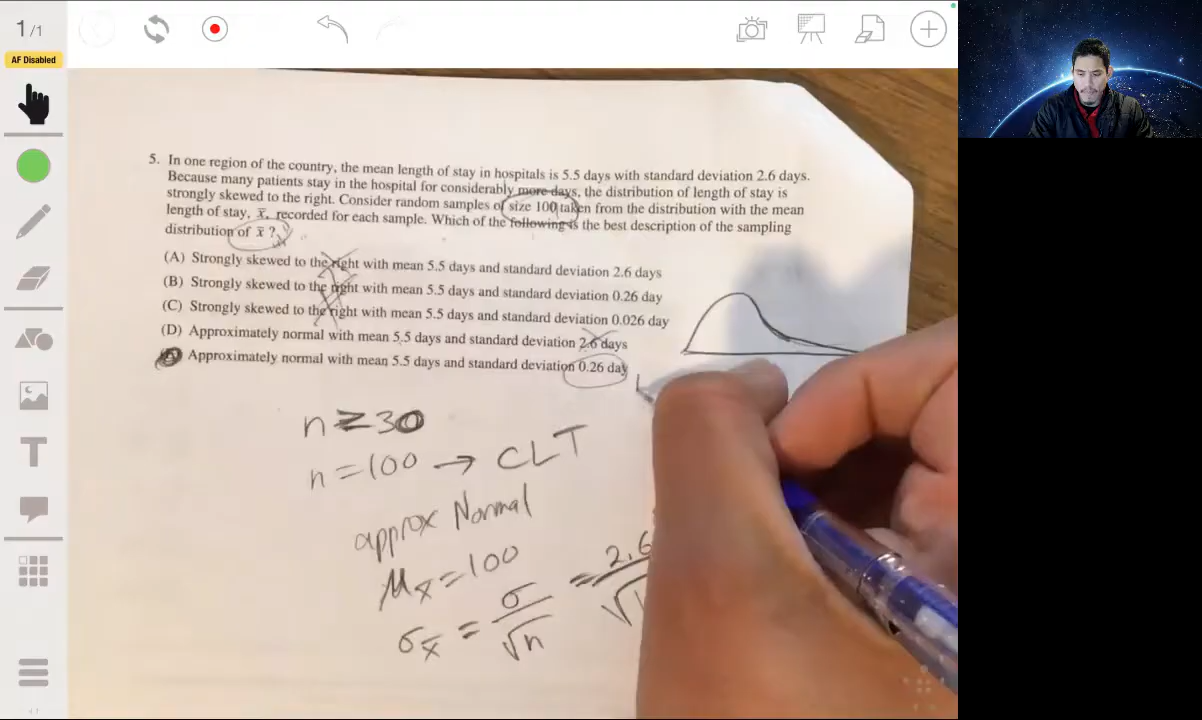 1/1
AF Disabled
T
5. In one region of the country, the mean length of stay in hospitals is 5.5 days with standard deviation 2.6 days.
Because many patients stay in the hospital for considerably more days, the distribution of length of stay is
strongly skewed to the right. Consider random samples of size 100 taken from the distribution with the mean
length of stay, x̄, recorded for each sample. Which of the following is the best description of the sampling
distribution of x̄ ?
(A) Strongly skewed to the right with mean 5.5 days and standard deviation 2.6 days
(B) Strongly skewed to the right with mean 5.5 days and standard deviation 0.26 day
(C) Strongly skewed to the right with mean 5.5 days and standard deviation 0.026 day
(D) Approximately normal with mean 5.5 days and standard deviation 2.6 days
Approximately normal with mean 5.5 days and standard deviation 0.26 day
n ≥ 30
n = 100 → CLT
approx Normal
μx̄ = 100
σx̄ = σ/√n = 2.6/√1